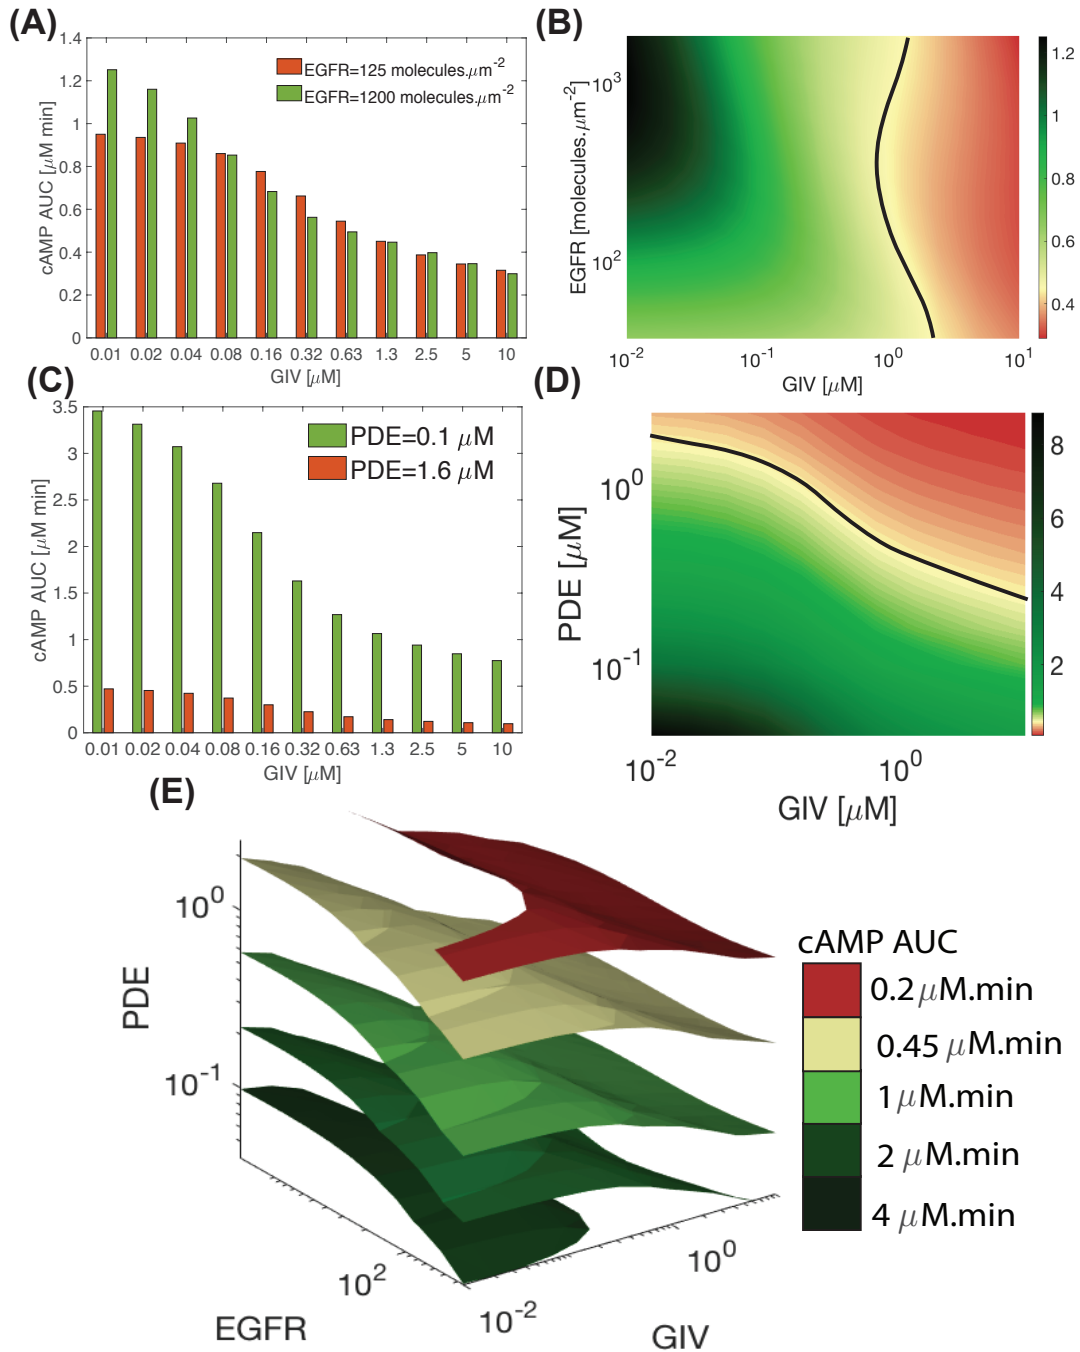 (A)
1.4
1.2
1
0.8
0.6
0.4
0.2
0
cAMP AUC [μM min]
EGFR=125 molecules.μm-2
EGFR=1200 molecules.μm-2
0.01 0.02 0.04 0.08 0.16 0.32 0.63 1.3 2.5 5 10
GIV [μM]
(B)
EGFR [molecules.μm-2]
10^3
10^2
10^-2 10^-1 10^0 10^1
GIV [μM]
1.2
1
0.8
0.6
0.4
(C)
3.5
3
2.5
2
1.5
1
0.5
0
cAMP AUC [μM min]
PDE=0.1 μM
PDE=1.6 μM
0.01 0.02 0.04 0.08 0.16 0.32 0.63 1.3 2.5 5 10
GIV [μM]
(D)
PDE [μM]
10^0
10^-1
10^-2 10^0
GIV [μM]
8
6
4
2
(E)
PDE
10^0
10^-1
10^2
EGFR
10^-2
10^0
GIV
cAMP AUC
0.2 μM.min
0.45 μM.min
1 μM.min
2 μM.min
4 μM.min